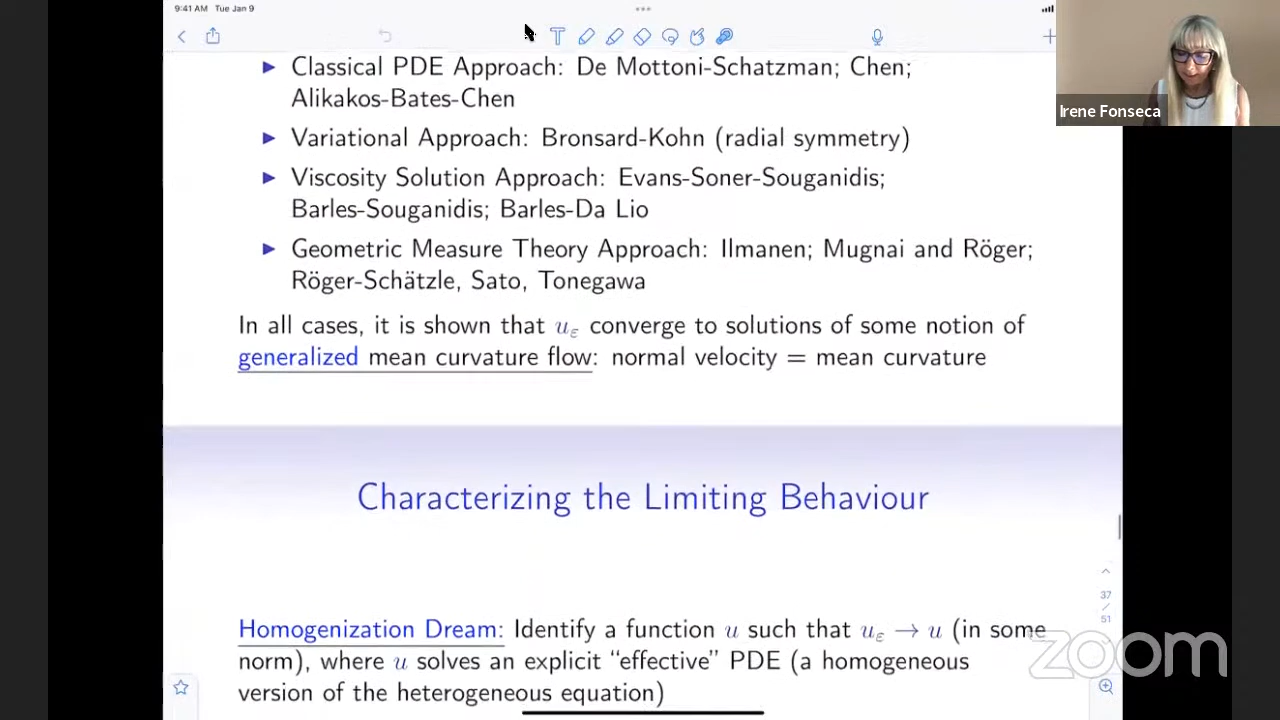 9:41 AM Tue Jan 9
Classical PDE Approach: De Mottoni-Schatzman; Chen;
Alikakos-Bates-Chen
Variational Approach: Bronsard-Kohn (radial symmetry)
Viscosity Solution Approach: Evans-Soner-Souganidis;
Barles-Souganidis; Barles-Da Lio
Geometric Measure Theory Approach: Ilmanen; Mugnai and Röger;
Röger-Schätzle, Sato, Tonegawa
In all cases, it is shown that uε converge to solutions of some notion of
generalized mean curvature flow: normal velocity = mean curvature
Characterizing the Limiting Behaviour
Homogenization Dream: Identify a function u such that uε → u (in some
norm), where u solves an explicit “effective” PDE (a homogeneous
version of the heterogeneous equation)
Irene Fonseca
37
/
51
zoom